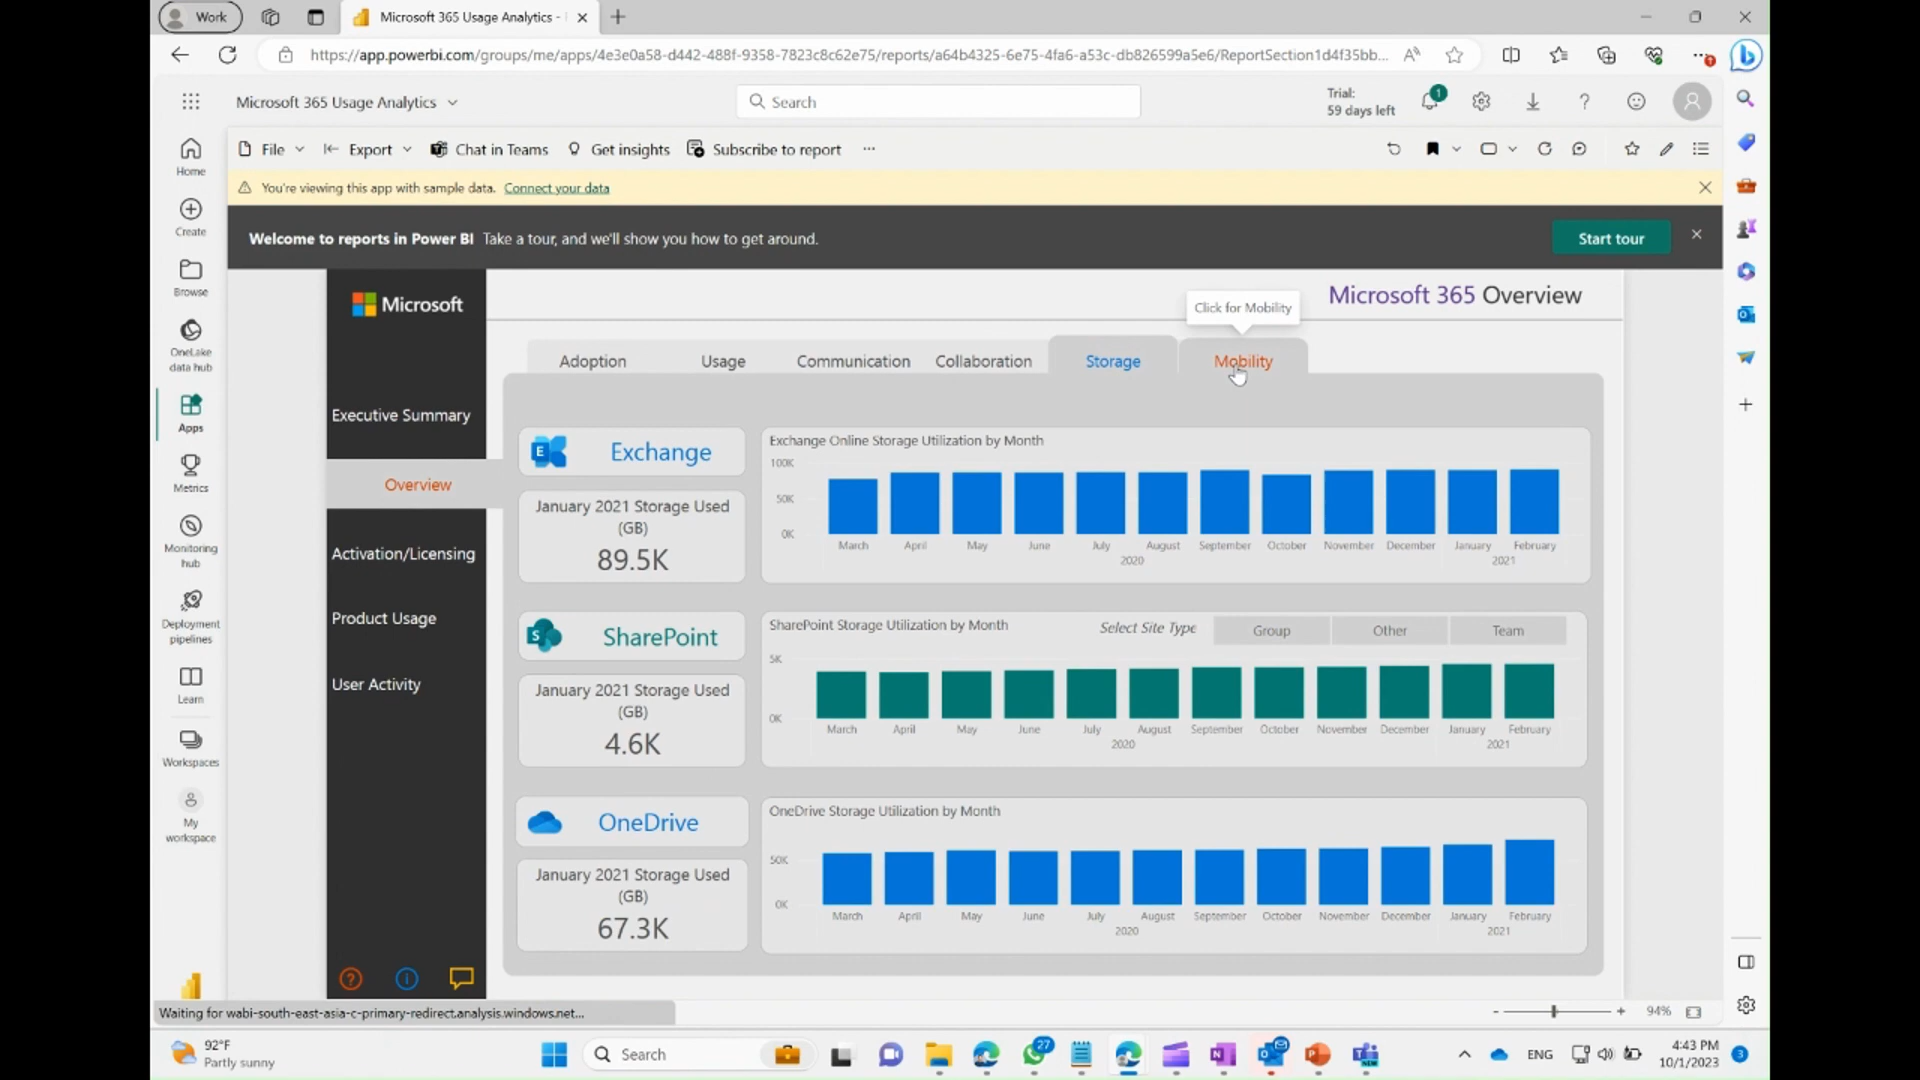 Work
Microsoft 365 Usage Analytics -
https://app.powerbi.com/groups/me/apps/4e3e0a58-d442-488f-9358-7823c8c62e75/reports/a64b4325-6e75-4fa6-a53c-db826599a5e6/ReportSection1d4f35bb...
Microsoft 365 Usage Analytics
Search
Trial:
59 days left
1
File
Export
Chat in Teams
Get insights
Subscribe to report
You're viewing this app with sample data. Connect your data
Welcome to reports in Power BI Take a tour, and we'll show you how to get around.
Start tour
Home
Create
Browse
OneLake
data hub
Apps
Metrics
Monitoring
hub
Deployment
pipelines
Learn
Workspaces
My
workspace
Microsoft
Executive Summary
Overview
Activation/Licensing
Product Usage
User Activity
Microsoft 365 Overview
Click for Mobility
Adoption
Usage
Communication
Collaboration
Storage
Mobility
Exchange
January 2021 Storage Used
(GB)
89.5K
Exchange Online Storage Utilization by Month
100K
50K
0K
March April May June July August September October November December January February
2020 2021
SharePoint
January 2021 Storage Used
(GB)
4.6K
SharePoint Storage Utilization by Month
Select Site Type
Group
Other
Team
5K
0K
March April May June July August September October November December January February
2020 2021
OneDrive
January 2021 Storage Used
(GB)
67.3K
OneDrive Storage Utilization by Month
50K
0K
March April May June July August September October November December January February
2020 2021
Waiting for wabi-south-east-asia-c-primary-redirect.analysis.windows.net...
- + 94%
92°F
Partly sunny
Search
27
NEW
ENG
4:43 PM
10/1/2023
3